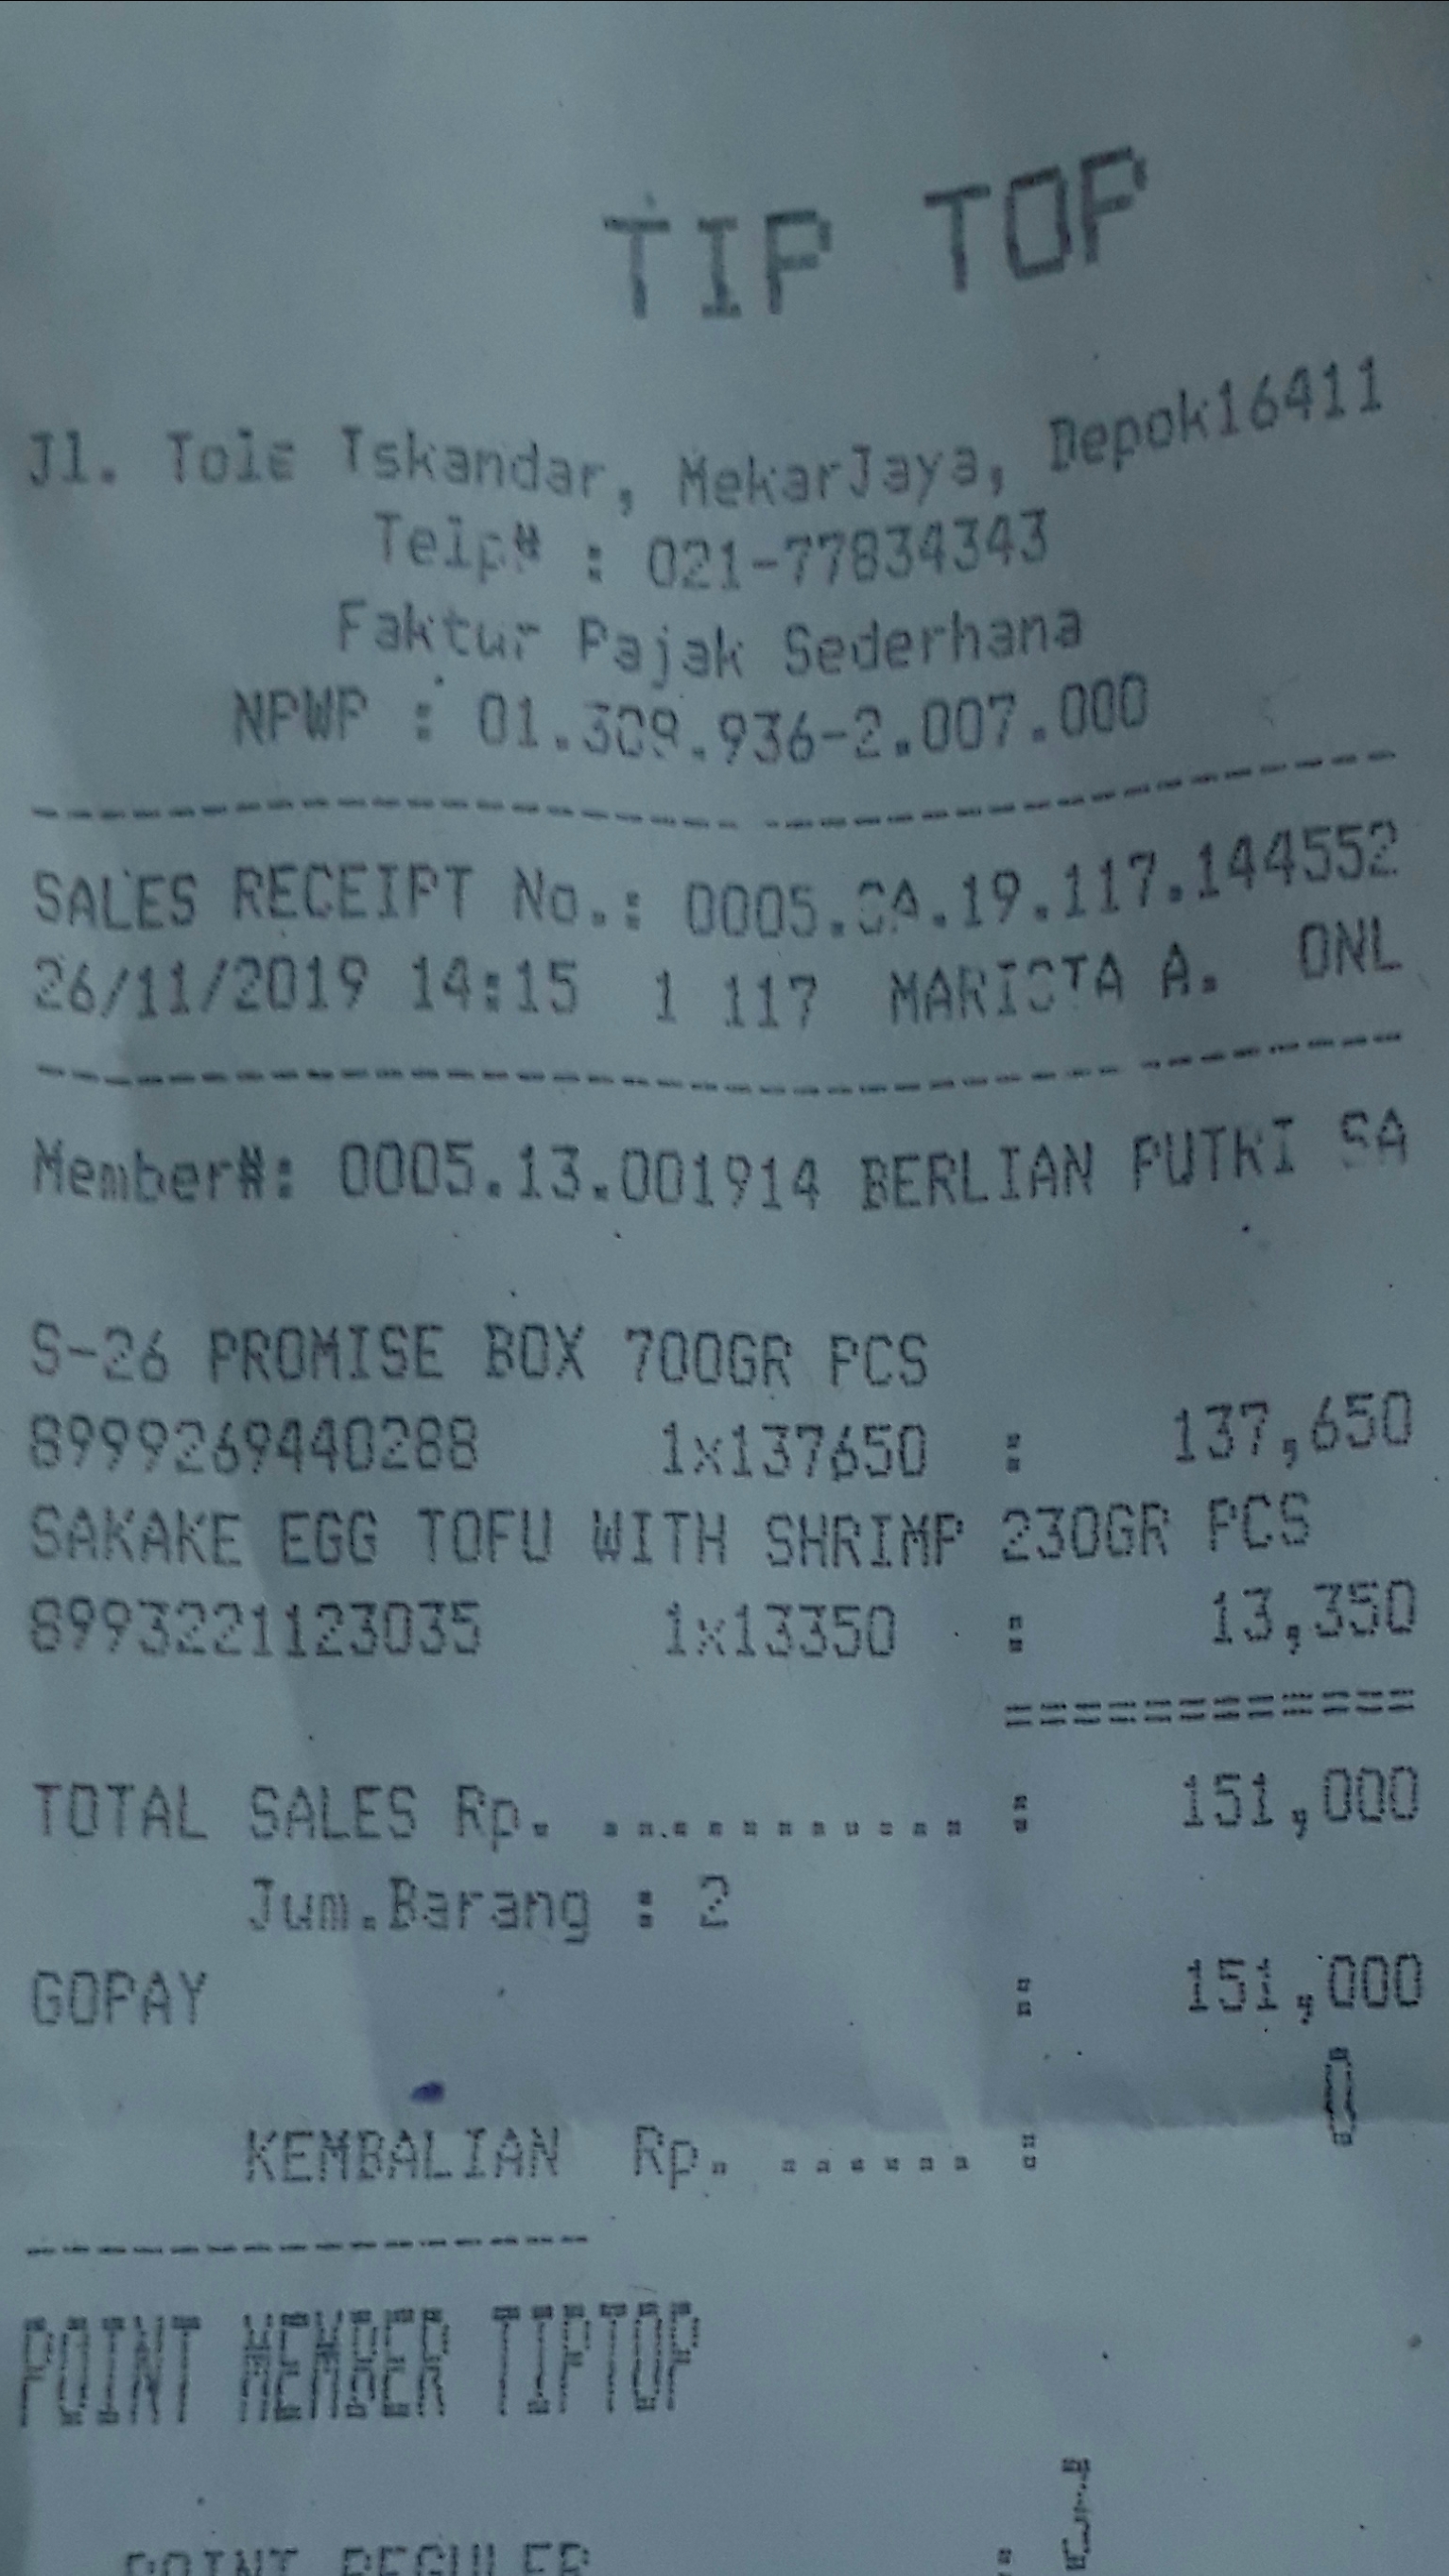 TIP TOP
Jl. Tole Iskandar, MekarJaya, Depok16411
Telp# : 021-77834343
Faktur Pajak Sederhana
NPWP : 01.309.936-2.007.000
SALES RECEIPT No.: 0005.CA.19.117.144552
26/11/2019 14:15 1 117 MARISTA A. ONL
Member#: 0005.13.001914 BERLIAN PUTRI SA
S-26 PROMISE BOX 700GR PCS
8999269440288 1x137650 : 137,650
SAKAKE EGG TOFU WITH SHRIMP 230GR PCS
8993221123035 1x13350 : 13,350
============
TOTAL SALES Rp. ........... : 151,000
Jum.Barang : 2
GOPAY : 151,000
KEMBALIAN Rp. ...... : 0
POINT MEMBER TIPTOP
POINT REGULER :